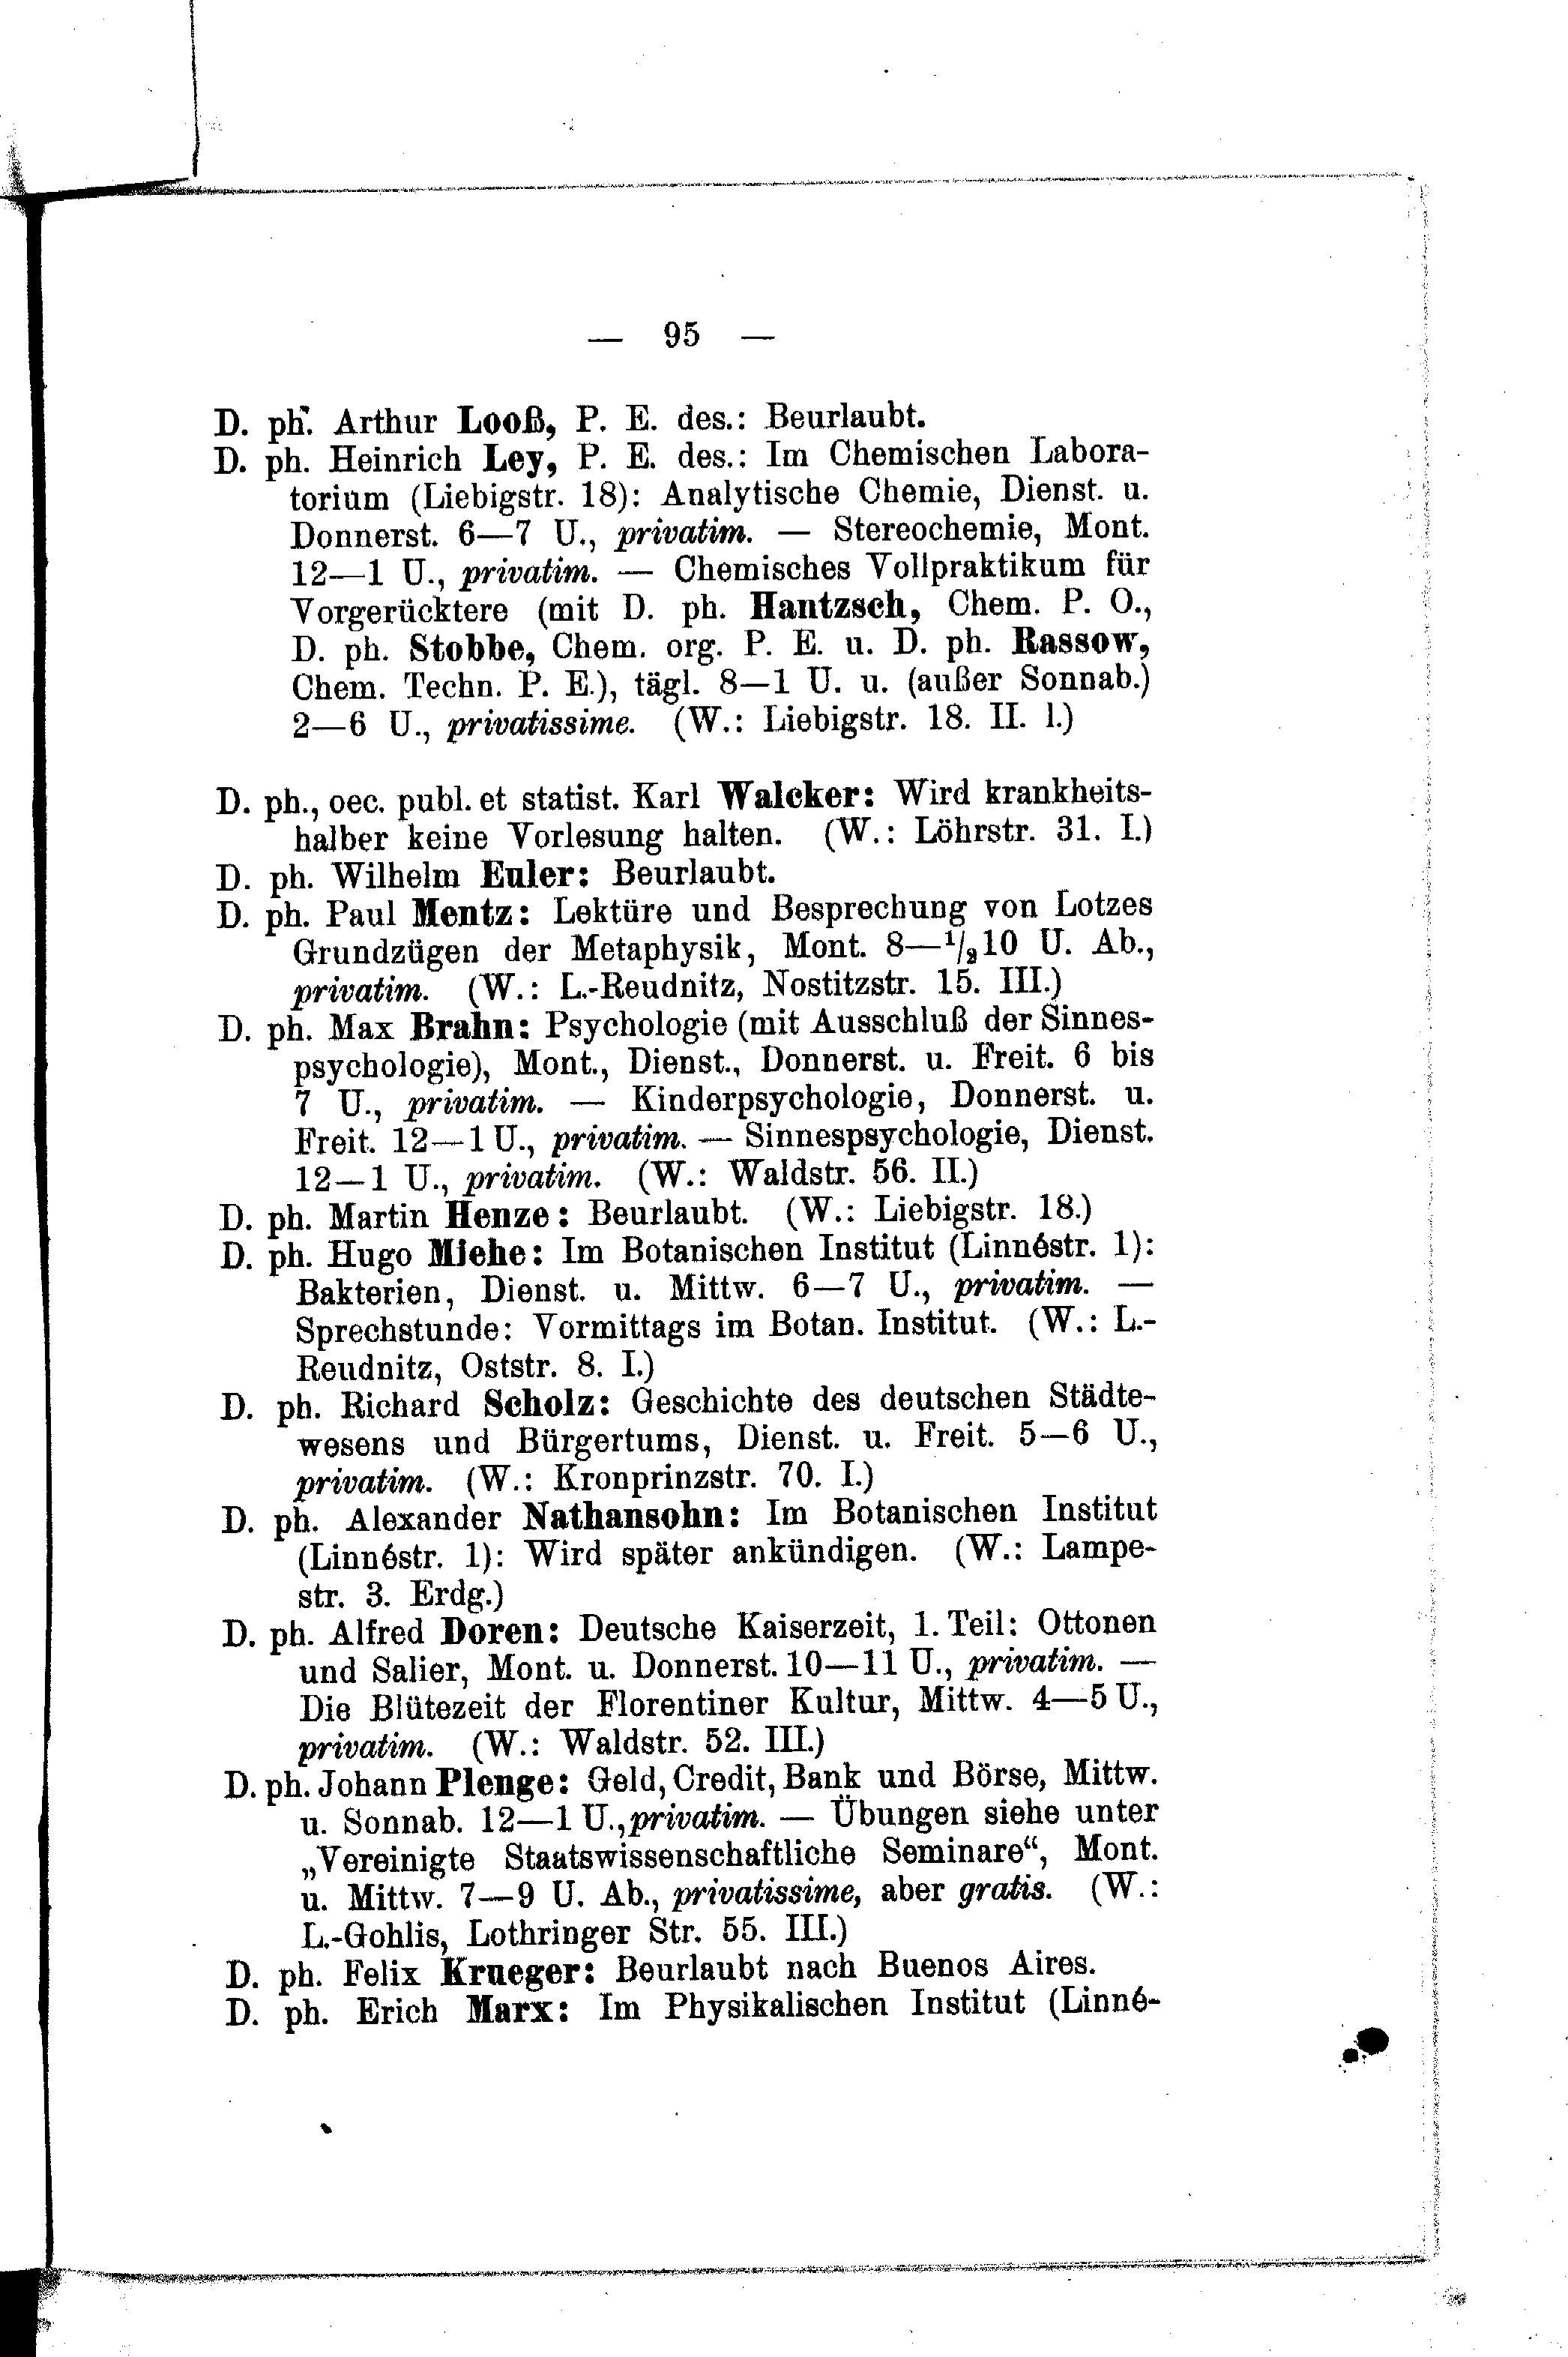 — 95 —
D. ph. Arthur Looß, P. E. des.: Beurlaubt.
D. ph. Heinrich Ley, P. E. des.: Im Chemischen Labora-
torium (Liebigstr. 18): Analytische Chemie, Dienst. u.
Donnerst. 6—7 U., privatim. — Stereochemie, Mont.
12—1 U., privatim. — Chemisches Vollpraktikum für
Vorgerücktere (mit D. ph. Hantzsch, Chem. P. O.,
D. ph. Stobbe, Chem. org. P. E. u. D. ph. Rassow,
Chem. Techn. P. E.), tägl. 8—1 U. u. (außer Sonnab.)
2—6 U., privatissime. (W.: Liebigstr. 18. II. l.)
D. ph., oec. publ. et statist. Karl Walcker: Wird krankheits-
halber keine Vorlesung halten. (W.: Löhrstr. 31. I.)
D. ph. Wilhelm Euler: Beurlaubt.
D. ph. Paul Mentz: Lektüre und Besprechung von Lotzes
Grundzügen der Metaphysik, Mont. 8—1/210 U. Ab.,
privatim. (W.: L.-Reudnitz, Nostitzstr. 15. III.)
D. ph. Max Brahn: Psychologie (mit Ausschluß der Sinnes-
psychologie), Mont., Dienst., Donnerst. u. Freit. 6 bis
7 U., privatim. — Kinderpsychologie, Donnerst. u.
Freit. 12—1 U., privatim. — Sinnespsychologie, Dienst.
12—1 U., privatim. (W.: Waldstr. 56. II.)
D. ph. Martin Henze: Beurlaubt. (W.: Liebigstr. 18.)
D. ph. Hugo Miehe: Im Botanischen Institut (Linnéstr. 1):
Bakterien, Dienst. u. Mittw. 6—7 U., privatim. —
Sprechstunde: Vormittags im Botan. Institut. (W.: L.-
Reudnitz, Oststr. 8. I.)
D. ph. Richard Scholz: Geschichte des deutschen Städte-
wesens und Bürgertums, Dienst. u. Freit. 5—6 U.,
privatim. (W.: Kronprinzstr. 70. I.)
D. ph. Alexander Nathansohn: Im Botanischen Institut
(Linnéstr. 1): Wird später ankündigen. (W.: Lampe-
str. 3. Erdg.)
D. ph. Alfred Doren: Deutsche Kaiserzeit, 1. Teil: Ottonen
und Salier, Mont. u. Donnerst. 10—11 U., privatim. —
Die Blütezeit der Florentiner Kultur, Mittw. 4—5 U.,
privatim. (W.: Waldstr. 52. III.)
D. ph. Johann Plenge: Geld, Credit, Bank und Börse, Mittw.
u. Sonnab. 12—1 U., privatim. — Übungen siehe unter
„Vereinigte Staatswissenschaftliche Seminare“, Mont.
u. Mittw. 7—9 U. Ab., privatissime, aber gratis. (W.:
L.-Gohlis, Lothringer Str. 55. III.)
D. ph. Felix Krueger: Beurlaubt nach Buenos Aires.
D. ph. Erich Marx: Im Physikalischen Institut (Linné-